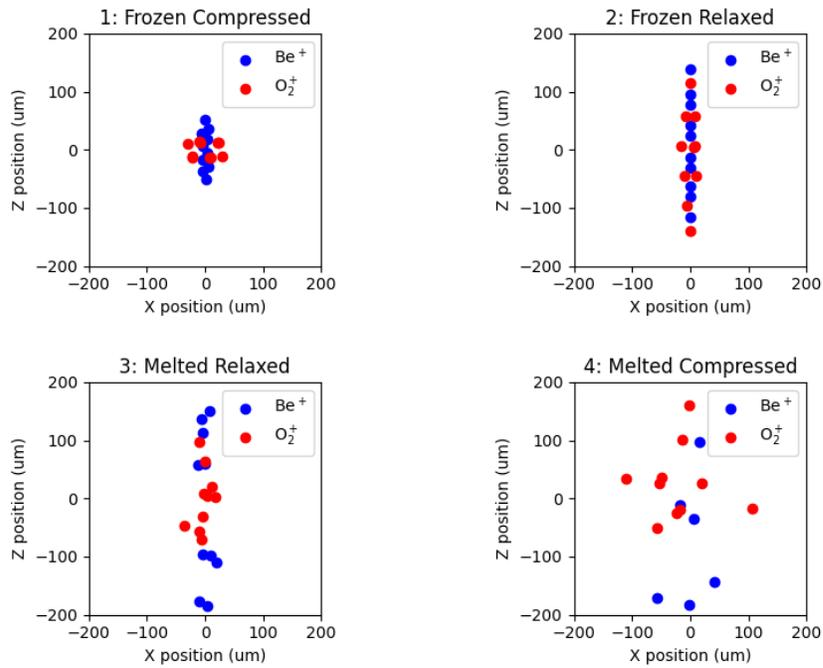 1: Frozen Compressed
200
100
0
−100
−200
−200 −100 0 100 200
Z position (um)
X position (um)
Be⁺
O₂⁺
2: Frozen Relaxed
200
100
0
−100
−200
−200 −100 0 100 200
Z position (um)
X position (um)
Be⁺
O₂⁺
3: Melted Relaxed
200
100
0
−100
−200
−200 −100 0 100 200
Z position (um)
X position (um)
Be⁺
O₂⁺
4: Melted Compressed
200
100
0
−100
−200
−200 −100 0 100 200
Z position (um)
X position (um)
Be⁺
O₂⁺